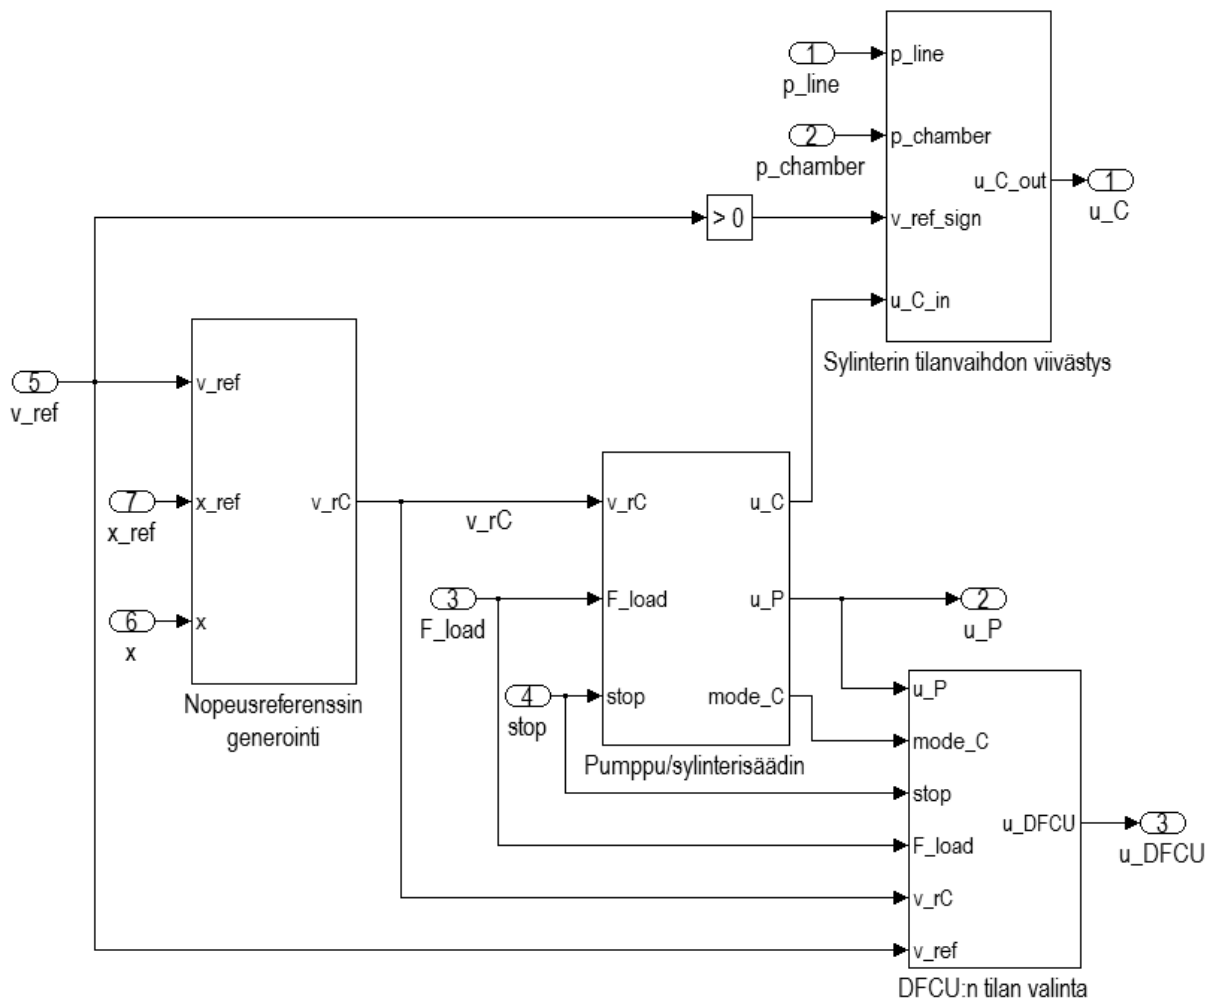 1
p_line
p_line
2
p_chamber
p_chamber
u_C_out
1
u_C
> 0
v_ref_sign
u_C_in
Sylinterin tilanvaihdon viivästys
5
v_ref
v_ref
7
x_ref
x_ref
v_rC
6
x
x
Nopeusreferenssin
generointi
v_rC
v_rC
u_C
3
F_load
F_load
u_P
2
u_P
4
stop
stop
mode_C
Pumppu/sylinterisäädin
u_P
mode_C
stop
u_DFCU
3
u_DFCU
F_load
v_rC
v_ref
DFCU:n tilan valinta